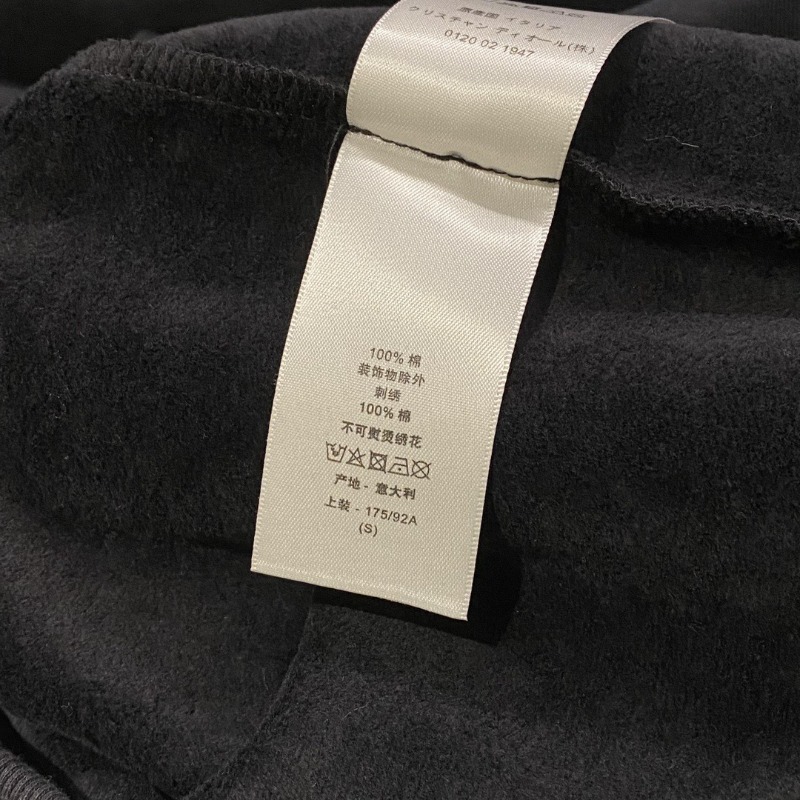 原産国 イタリア
クリスチャン ディオール(株)
0120 02 1947
100% 棉
装饰物除外
刺绣
100% 棉
不可熨烫绣花
产地 - 意大利
上装 - 175/92A
(S)